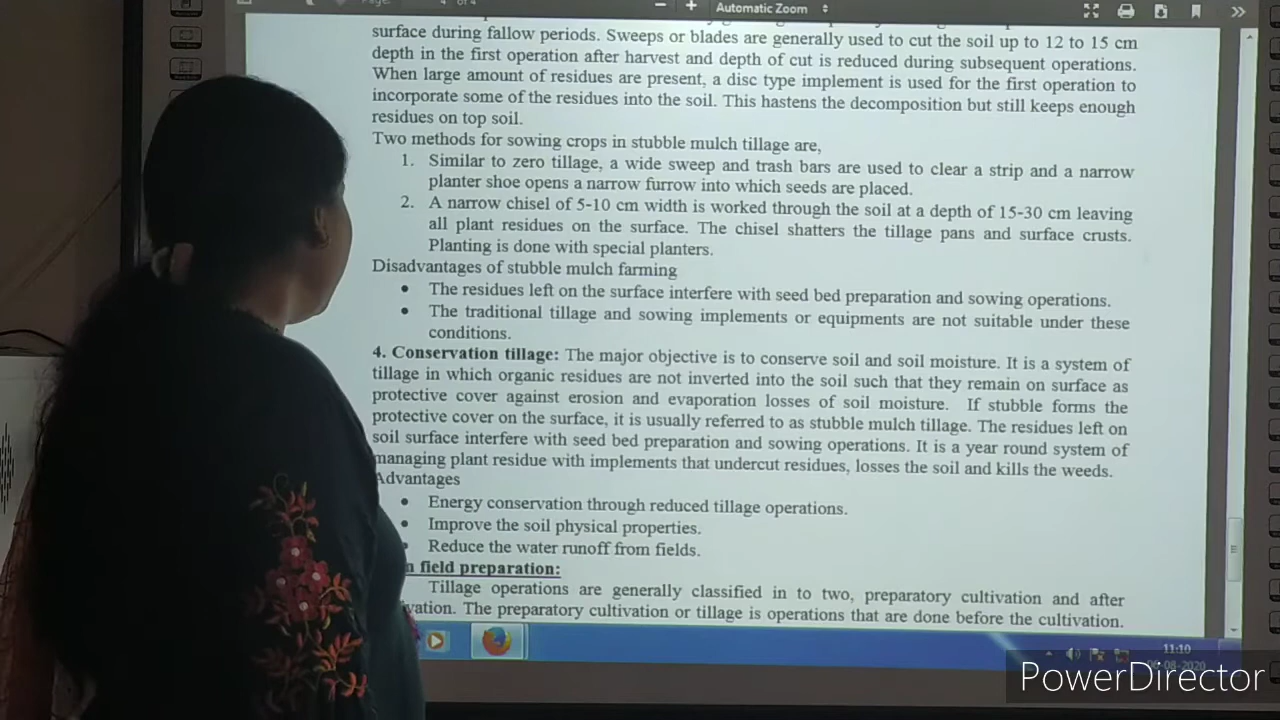 Page: 4 of 4
Automatic Zoom
surface during fallow periods. Sweeps or blades are generally used to cut the soil up to 12 to 15 cm
depth in the first operation after harvest and depth of cut is reduced during subsequent operations.
When large amount of residues are present, a disc type implement is used for the first operation to
incorporate some of the residues into the soil. This hastens the decomposition but still keeps enough
residues on top soil.
Two methods for sowing crops in stubble mulch tillage are,
1. Similar to zero tillage, a wide sweep and trash bars are used to clear a strip and a narrow
planter shoe opens a narrow furrow into which seeds are placed.
2. A narrow chisel of 5-10 cm width is worked through the soil at a depth of 15-30 cm leaving
all plant residues on the surface. The chisel shatters the tillage pans and surface crusts.
Planting is done with special planters.
Disadvantages of stubble mulch farming
• The residues left on the surface interfere with seed bed preparation and sowing operations.
• The traditional tillage and sowing implements or equipments are not suitable under these
conditions.
4. Conservation tillage: The major objective is to conserve soil and soil moisture. It is a system of
tillage in which organic residues are not inverted into the soil such that they remain on surface as
protective cover against erosion and evaporation losses of soil moisture. If stubble forms the
protective cover on the surface, it is usually referred to as stubble mulch tillage. The residues left on
soil surface interfere with seed bed preparation and sowing operations. It is a year round system of
managing plant residue with implements that undercut residues, losses the soil and kills the weeds.
Advantages
• Energy conservation through reduced tillage operations.
• Improve the soil physical properties.
• Reduce the water runoff from fields.
n field preparation:
Tillage operations are generally classified in to two, preparatory cultivation and after
vation. The preparatory cultivation or tillage is operations that are done before the cultivation.
11:10
06-08-2020
PowerDirector